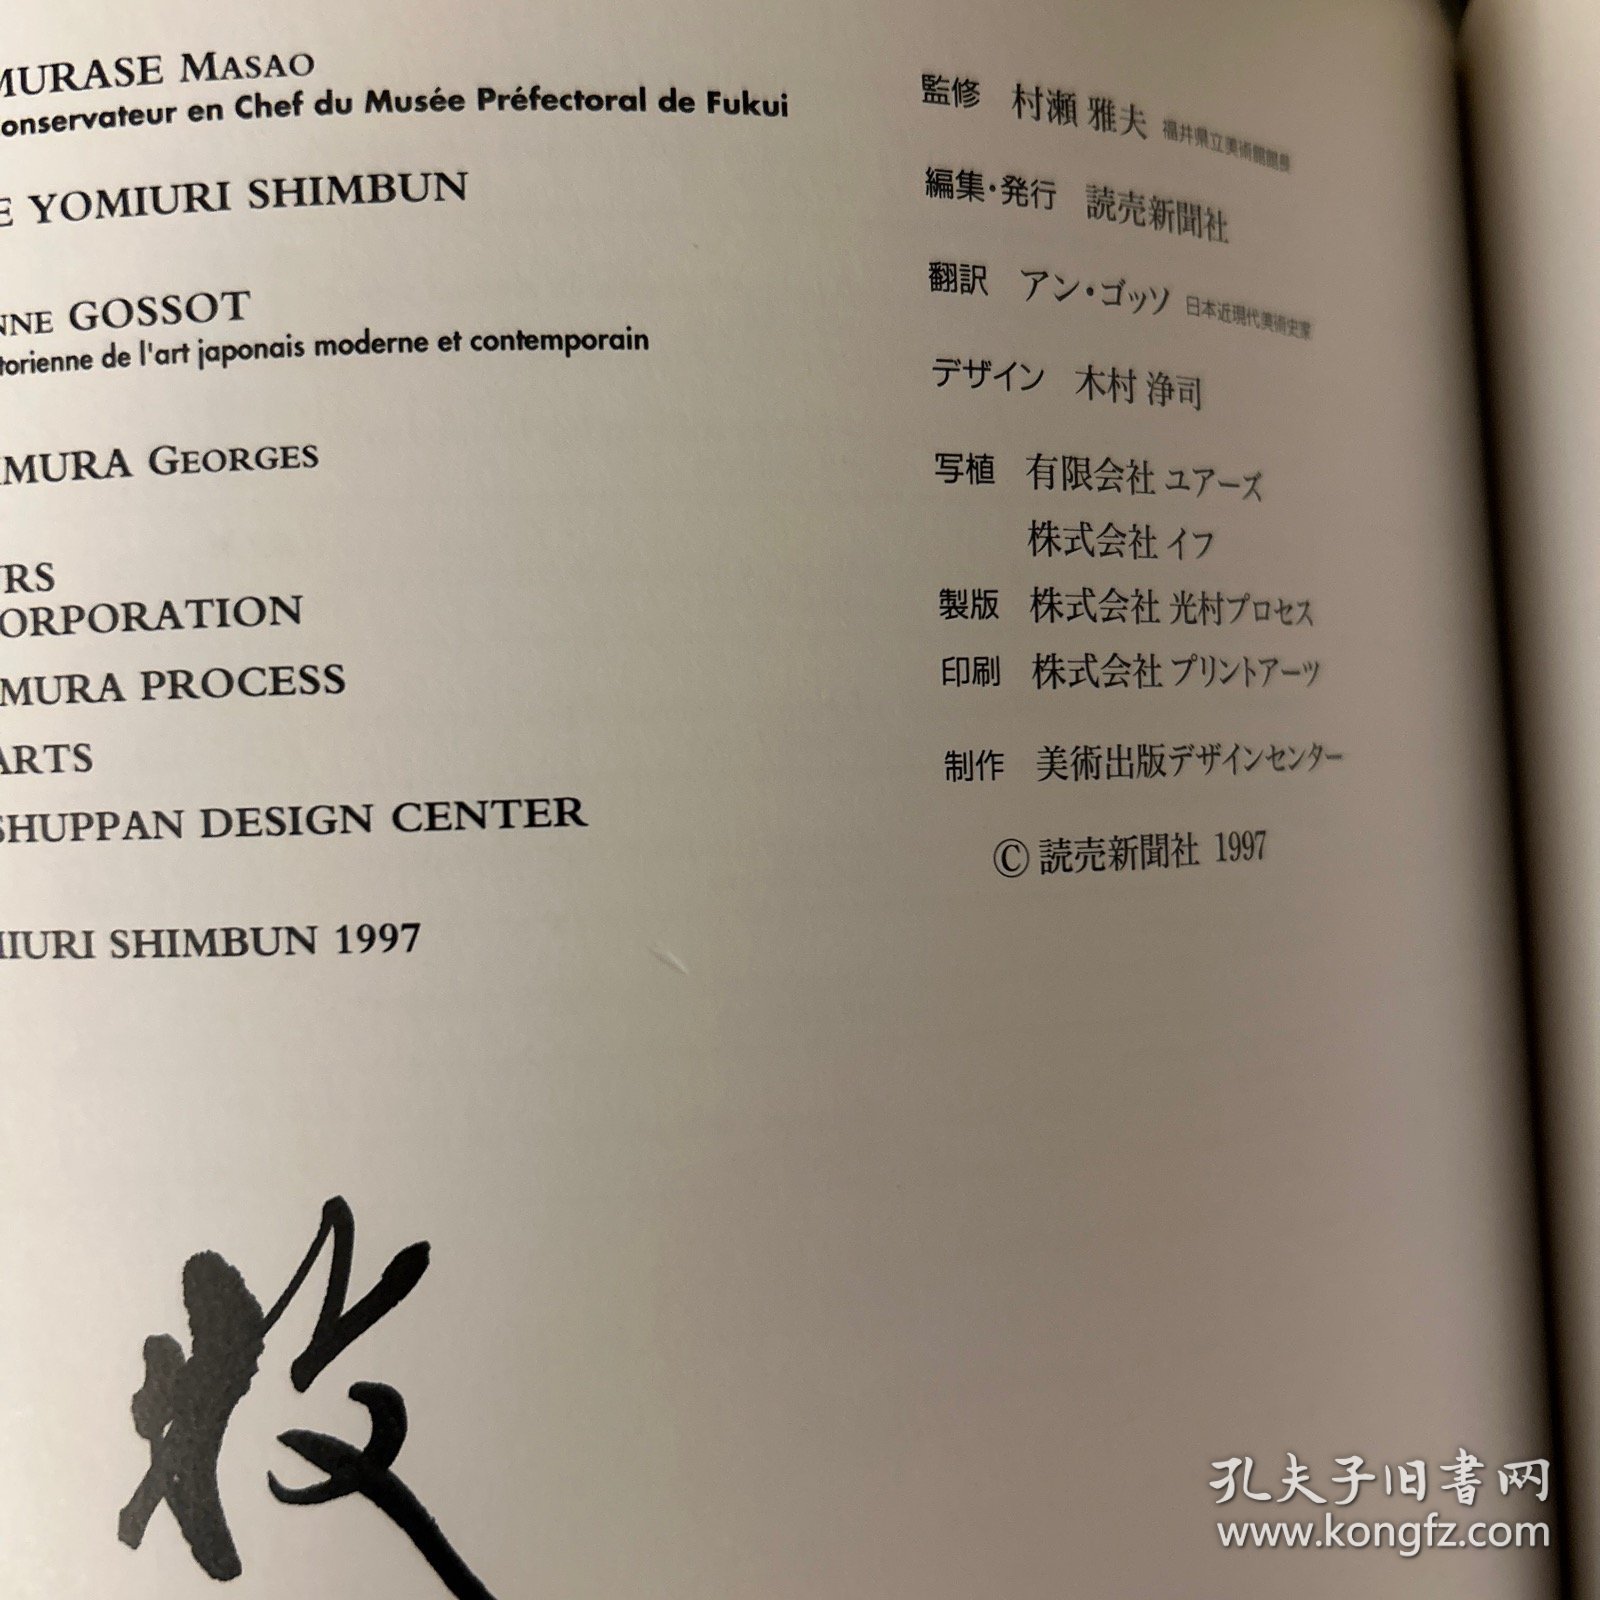 MURASE MASAO
onservateur en Chef du Musée Préfectoral de Fukui
E YOMIURI SHIMBUN
NNE GOSSOT
torienne de l'art japonais moderne et contemporain
IMURA GEORGES
URS
ORPORATION
MURA PROCESS
ARTS
SHUPPAN DESIGN CENTER
MIURI SHIMBUN 1997
監修 村瀬 雅夫 福井県立美術館館長
編集・発行 読売新聞社
翻訳 アン・ゴッソ 日本近現代美術史家
デザイン 木村 浄司
写植 有限会社 ユアーズ
株式会社 イフ
製版 株式会社 光村プロセス
印刷 株式会社 プリントアーツ
制作 美術出版デザインセンター
© 読売新聞社 1997
孔夫子旧书网
www.kongfz.com